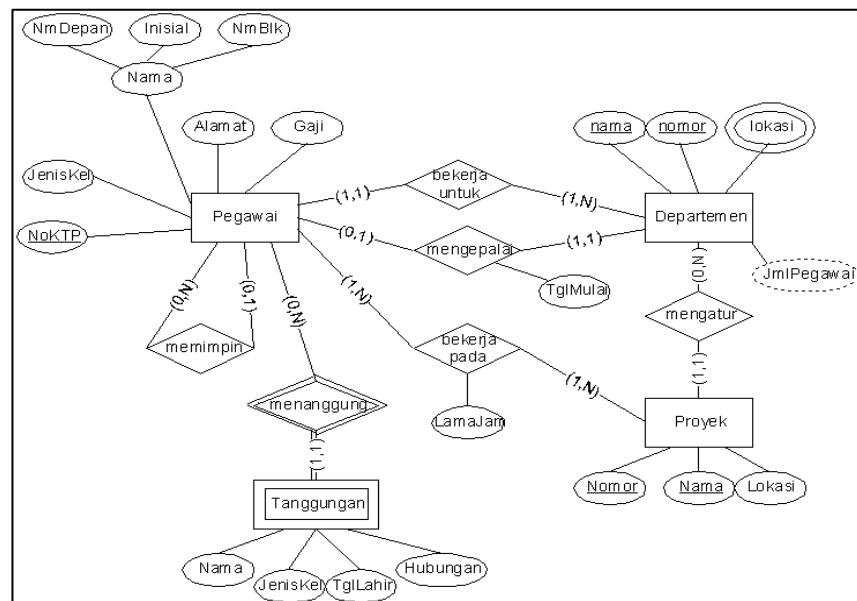 NmDepan
Inisial
NmBlk
Nama
Alamat
Gaji
nama
nomor
lokasi
JenisKel
NoKTP
Pegawai
(1,1)
bekerja
untuk
(1,N)
Departemen
(0,1)
mengepalai
(1,1)
TglMulai
JmlPegawai
(0,N)
(0,1)
(0,N)
(1,N)
(0,N)
memimpin
bekerja
pada
mengatur
LamaJam
(1,N)
(1,1)
menanggung
(1,1)
Proyek
Nomor
Nama
Lokasi
Tanggungan
Nama
JenisKel
TglLahir
Hubungan